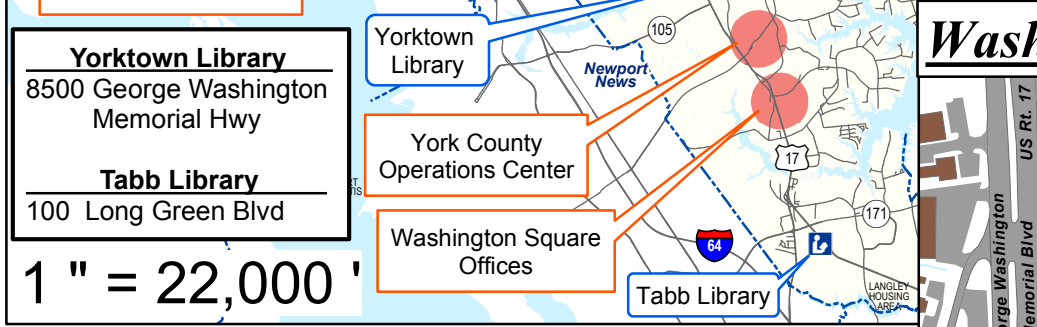 Yorktown Library
8500 George Washington
Memorial Hwy
Tabb Library
100 Long Green Blvd
1 " = 22,000 '
Yorktown
Library
105
Newport
News
York County
Operations Center
17
171
Washington Square
Offices
64
Tabb Library
LANGLEY
HOUSING
AREA
Wash
US Rt. 17
orge Washington
Memorial Blvd